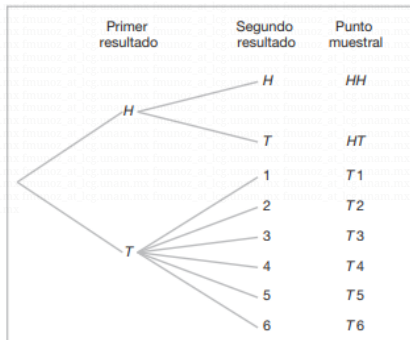 Primer Segundo Punto
resultado resultado muestral
H HH
H
T HT
1 T1
2 T2
3 T3
T
4 T4
5 T5
6 T6